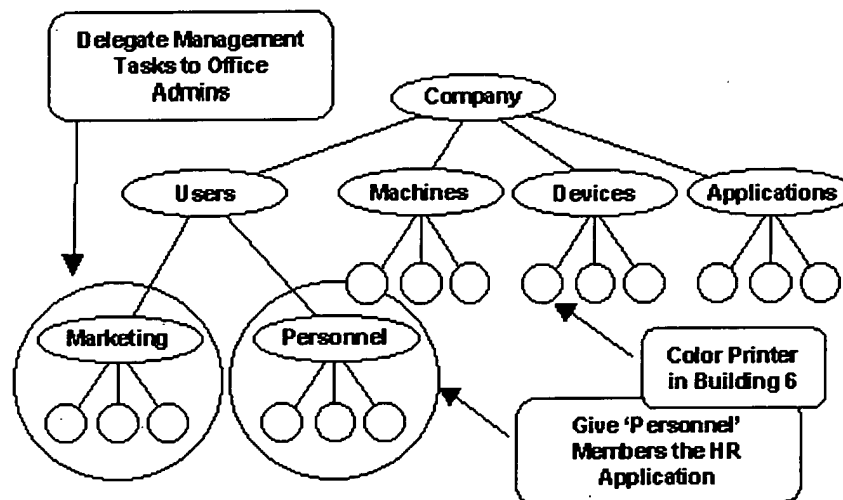 Delegate Management
Tasks to Office
Admins
Company
Users
Machines
Devices
Applications
Marketing
Personnel
Color Printer
in Building 6
Give ‘Personnel’
Members the HR
Application